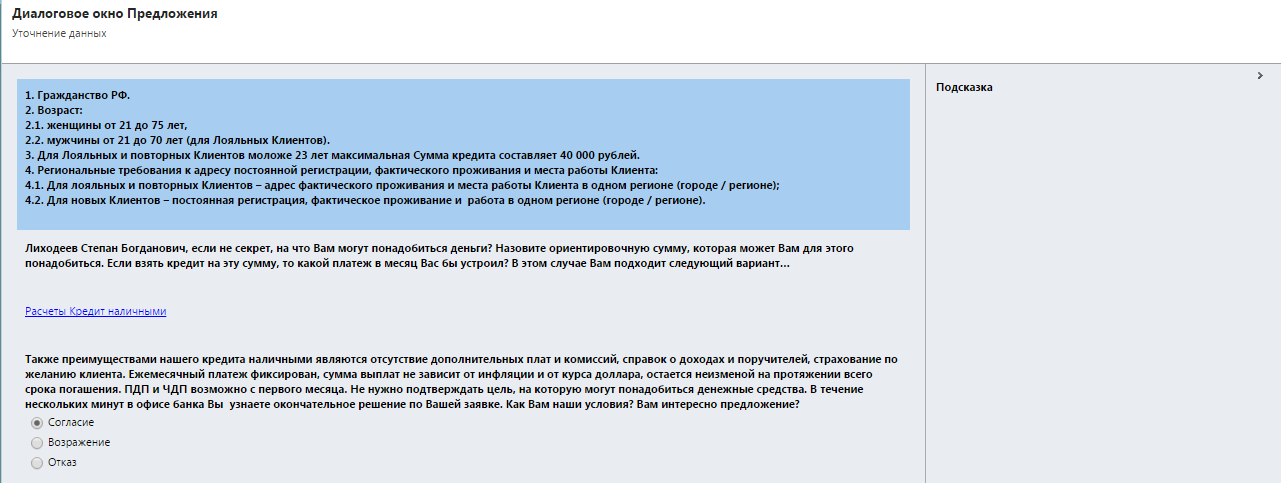 Диалоговое окно Предложения
Уточнение данных
Подсказка
1. Гражданство РФ.
2. Возраст:
2.1. женщины от 21 до 75 лет,
2.2. мужчины от 21 до 70 лет (для Лояльных Клиентов).
3. Для Лояльных и повторных Клиентов моложе 23 лет максимальная Сумма кредита составляет 40 000 рублей.
4. Региональные требования к адресу постоянной регистрации, фактического проживания и места работы Клиента:
4.1. Для лояльных и повторных Клиентов – адрес фактического проживания и места работы Клиента в одном регионе (городе / регионе);
4.2. Для новых Клиентов – постоянная регистрация, фактическое проживание и работа в одном регионе (городе / регионе).
Лиходеев Степан Богданович, если не секрет, на что Вам могут понадобиться деньги? Назовите ориентировочную сумму, которая может Вам для этого
понадобиться. Если взять кредит на эту сумму, то какой платеж в месяц Вас бы устроил? В этом случае Вам подходит следующий вариант...
Расчеты Кредит наличными
Также преимуществами нашего кредита наличными являются отсутствие дополнительных плат и комиссий, справок о доходах и поручителей, страхование по
желанию клиента. Ежемесячный платеж фиксирован, сумма выплат не зависит от инфляции и от курса доллара, остается неизменой на протяжении всего
срока погашения. ПДП и ЧДП возможно с первого месяца. Не нужно подтверждать цель, на которую могут понадобиться денежные средства. В течение
нескольких минут в офисе банка Вы узнаете окончательное решение по Вашей заявке. Как Вам наши условия? Вам интересно предложение?
Согласие
Возражение
Отказ